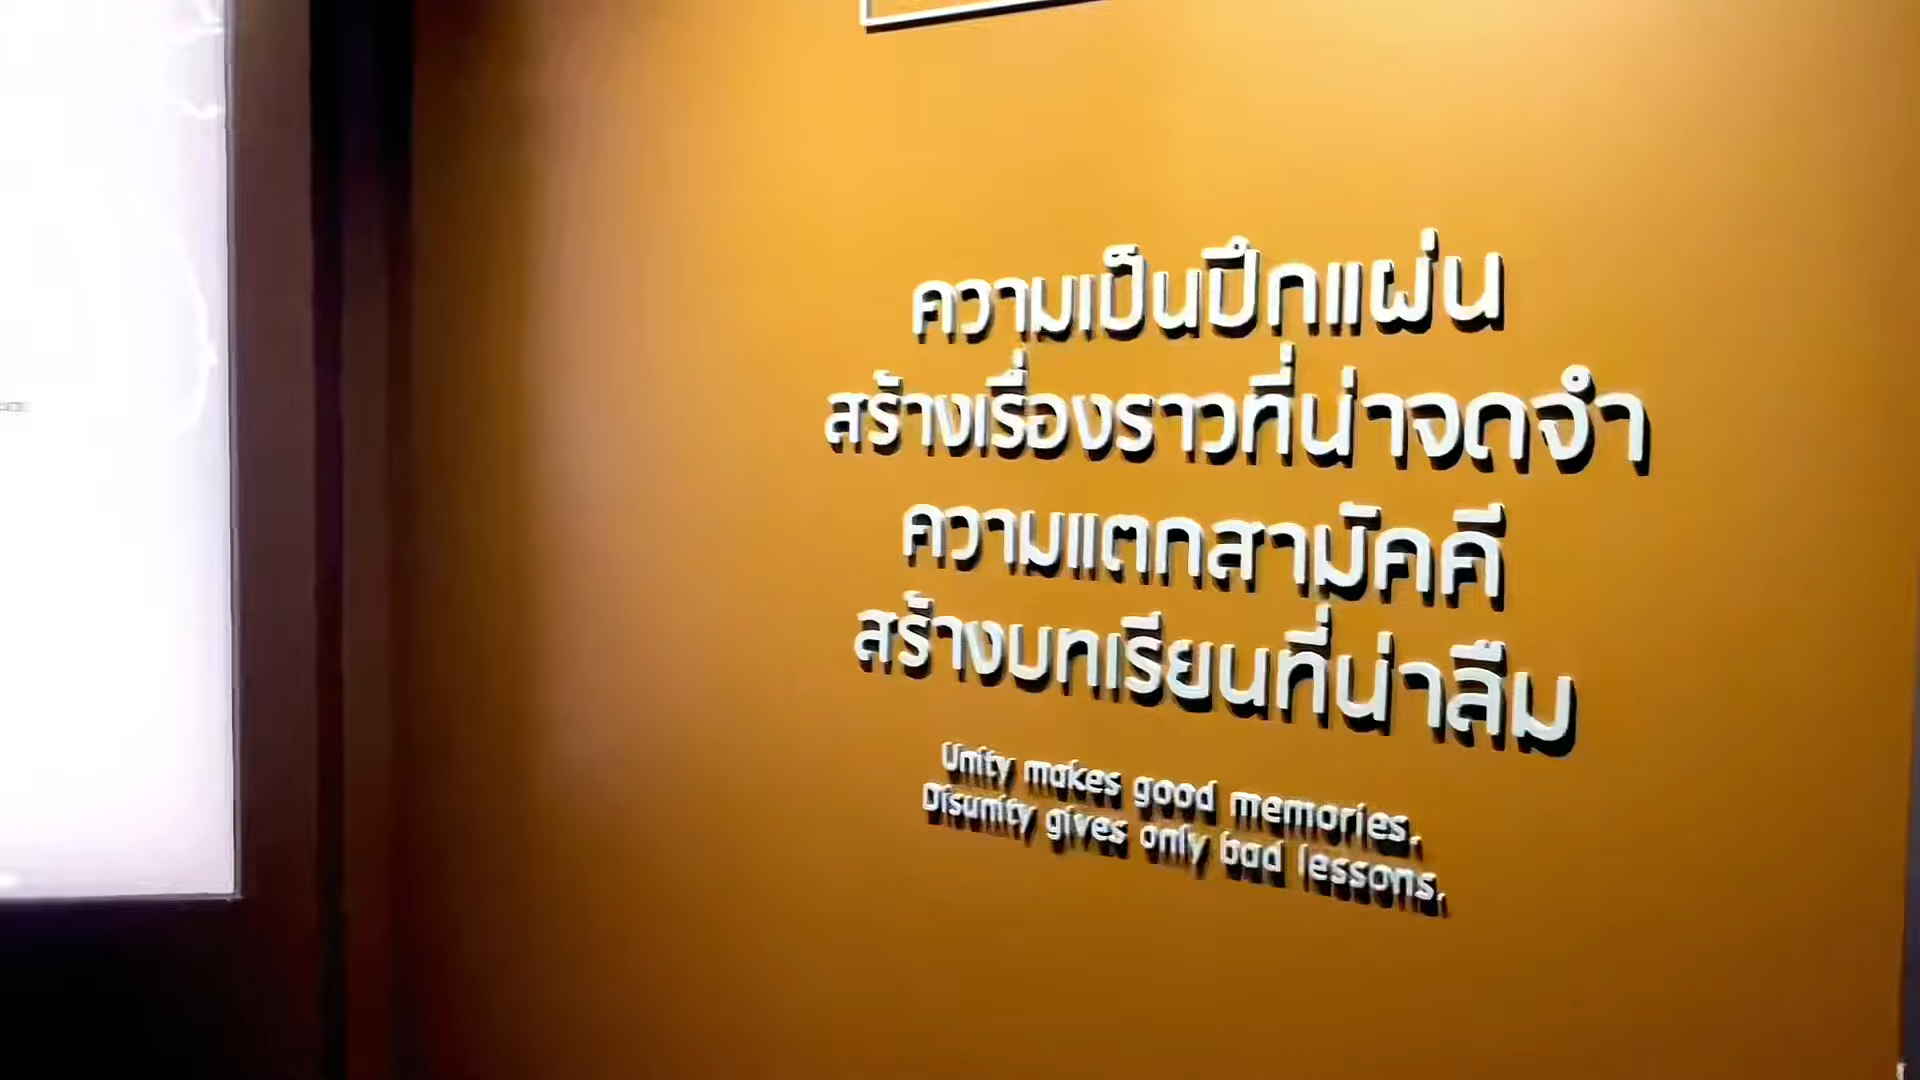 ความเป็นปึกแผ่น
สร้างเรื่องราวที่น่าจดจำ
ความแตกสามัคคี
สร้างบทเรียนที่น่าลืม
Unity makes good memories.
Disunity gives only bad lessons.